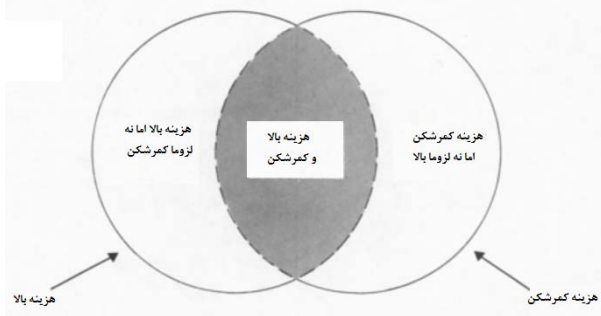 هزینه کمرشکن
اما نه لزوما بالا
هزینه بالا
و کمرشکن
هزینه بالا اما نه
لزوما کمرشکن
هزینه کمرشکن
هزینه بالا